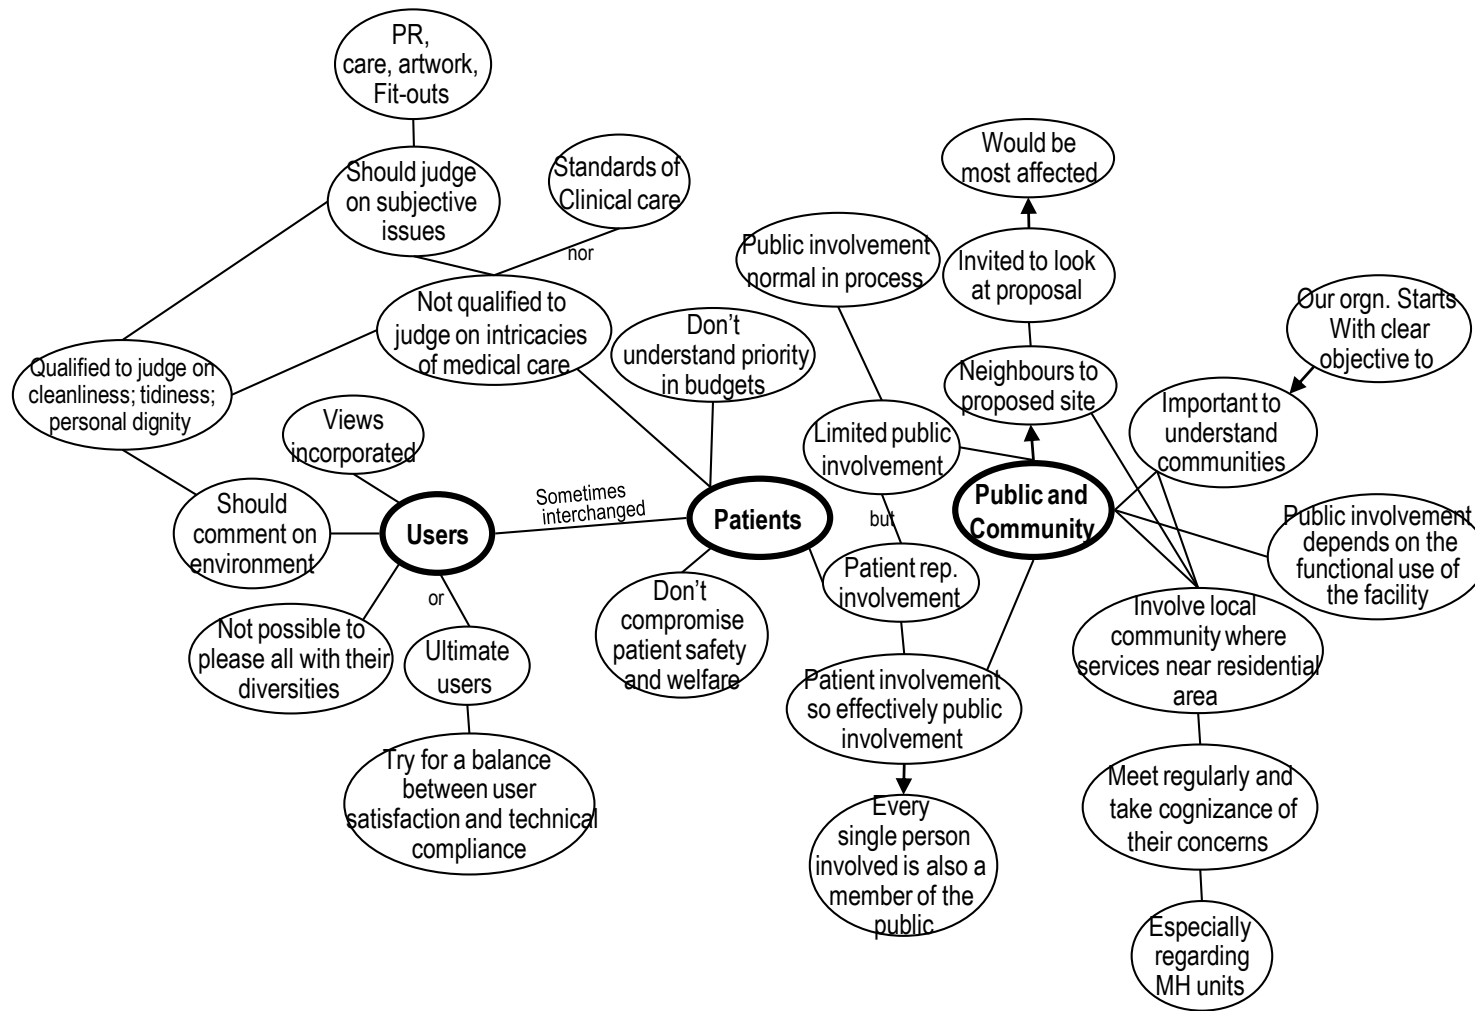 PR,
care, artwork,
Fit-outs
Should judge
on subjective
issues
Standards of
Clinical care
nor
Not qualified to
judge on intricacies
of medical care
Qualified to judge on
cleanliness; tidiness;
personal dignity
Views
incorporated
Should
comment on
environment
Users
Sometimes
interchanged
Patients
or
Not possible to
please all with their
diversities
Ultimate
users
Try for a balance
between user
satisfaction and technical
compliance
Don't
understand priority
in budgets
Don't
compromise
patient safety
and welfare
Public involvement
normal in process
Limited public
involvement
but
Patient rep.
involvement
Patient involvement
so effectively public
involvement
Every
single person
involved is also a
member of the
public
Would be
most affected
Invited to look
at proposal
Neighbours to
proposed site
Public and
Community
Our orgn. Starts
With clear
objective to
Important to
understand
communities
Public involvement
depends on the
functional use of
the facility
Involve local
community where
services near residential
area
Meet regularly and
take cognizance of
their concerns
Especially
regarding
MH units